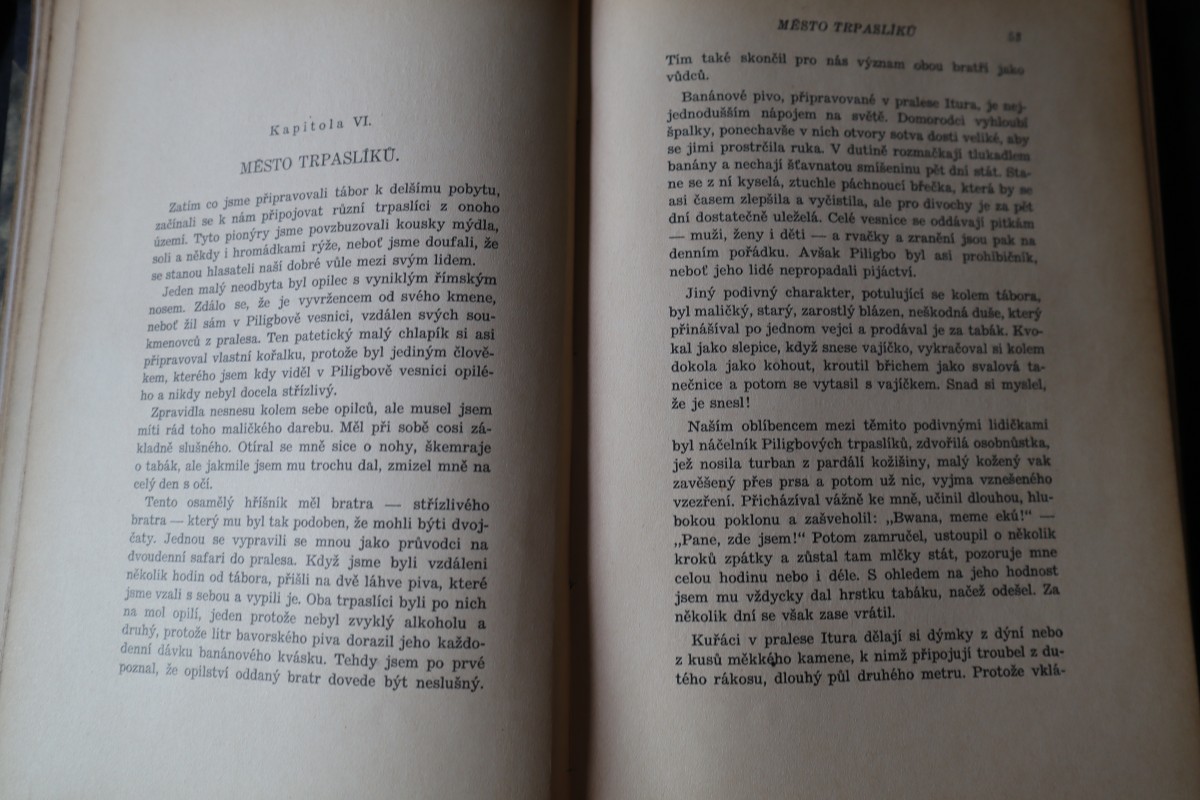 Kapitola VI.
MĚSTO TRPASLÍKŮ.
Zatím co jsme připravovali tábor k delšímu pobytu,
začínali se k nám připojovat různí trpaslíci z onoho
území. Tyto pionýry jsme povzbuzovali kousky mýdla,
soli a někdy i hromádkami rýže, neboť jsme doufali, že
se stanou hlasateli naší dobré vůle mezi svým lidem.
Jeden malý neodbyta byl opilec s vyniklým římským
nosem. Zdálo se, že je vyvržencem od svého kmene,
neboť žil sám v Piligbově vesnici, vzdálen svých sou-
kmenovců z pralesa. Ten patetický malý chlapík si asi
připravoval vlastní kořalku, protože byl jediným člově-
kem, kterého jsem kdy viděl v Piligbově vesnici opilé-
ho a nikdy nebyl docela střízlivý.
Zpravidla nesnesu kolem sebe opilců, ale musel jsem
míti rád toho maličkého darebu. Měl při sobě cosi zá-
kladně slušného. Otíral se mně sice o nohy, škemraje
o tabák, ale jakmile jsem mu trochu dal, zmizel mně na
celý den s očí.
Tento osamělý hříšník měl bratra — střízlivého
bratra — který mu byl tak podoben, že mohli býti dvoj-
čaty. Jednou se vypravili se mnou jako průvodci na
dvoudenní safari do pralesa. Když jsme byli vzdáleni
několik hodin od tábora, přišli na dvě láhve piva, které
jsme vzali s sebou a vypili je. Oba trpaslíci byli po nich
na mol opilí, jeden protože nebyl zvyklý alkoholu a
druhý, protože litr bavorského piva dorazil jeho každo-
denní dávku banánového kvásku. Tehdy jsem po prvé
poznal, že opilství oddaný bratr dovede být neslušný.
MĚSTO TRPASLÍKŮ
53
Tím také skončil pro nás význam obou bratří jako
vůdců.
Banánové pivo, připravované v pralese Itura, je nej-
jednodušším nápojem na světě. Domorodci vyhloubí
špalky, ponechavše v nich otvory sotva dosti veliké, aby
se jimi prostrčila ruka. V dutině rozmačkají tlukadlem
banány a nechají šťavnatou smíšeninu pět dní stát. Sta-
ne se z ní kyselá, ztuchle páchnoucí břečka, která by se
asi časem zlepšila a vyčistila, ale pro divochy je za pět
dní dostatečně uleželá. Celé vesnice se oddávají pitkám
— muži, ženy i děti — a rvačky a zranění jsou pak na
denním pořádku. Avšak Piligbo byl asi prohibičník,
neboť jeho lidé nepropadali pijáctví.
Jiný podivný charakter, potulující se kolem tábora,
byl maličký, starý, zarostlý blázen, neškodná duše, který
přinášíval po jednom vejci a prodával je za tabák. Kvo-
kal jako slepice, když snese vajíčko, vykračoval si kolem
dokola jako kohout, kroutil břichem jako svalová ta-
nečnice a potom se vytasil s vajíčkem. Snad si myslel,
že je snesl!
Naším oblíbencem mezi těmito podivnými lidičkami
byl náčelník Piligbových trpaslíků, zdvořilá osobnůstka,
jež nosila turban z pardálí kožišiny, malý kožený vak
zavěšený přes prsa a potom už nic, vyjma vznešeného
vzezření. Přicházíval vážně ke mně, učinil dlouhou, hlu-
bokou poklonu a zašveholil: „Bwana, meme ekú!“ —
„Pane, zde jsem!“ Potom zamručel, ustoupil o několik
kroků zpátky a zůstal tam mlčky stát, pozoruje mne
celou hodinu nebo i déle. S ohledem na jeho hodnost
jsem mu vždycky dal hrstku tabáku, načež odešel. Za
několik dní se však zase vrátil.
Kuřáci v pralese Itura dělají si dýmky z dýní nebo
z kusů měkkého kamene, k nimž připojují troubel z du-
tého rákosu, dlouhý půl druhého metru. Protože vklá-